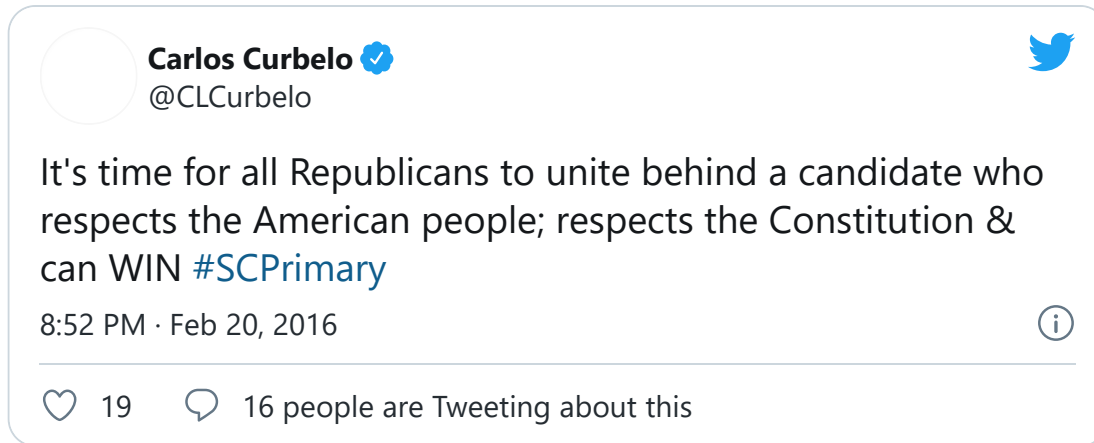 Carlos Curbelo
@CLCurbelo
It's time for all Republicans to unite behind a candidate who
respects the American people; respects the Constitution &
can WIN #SCPrimary
8:52 PM · Feb 20, 2016
19 16 people are Tweeting about this